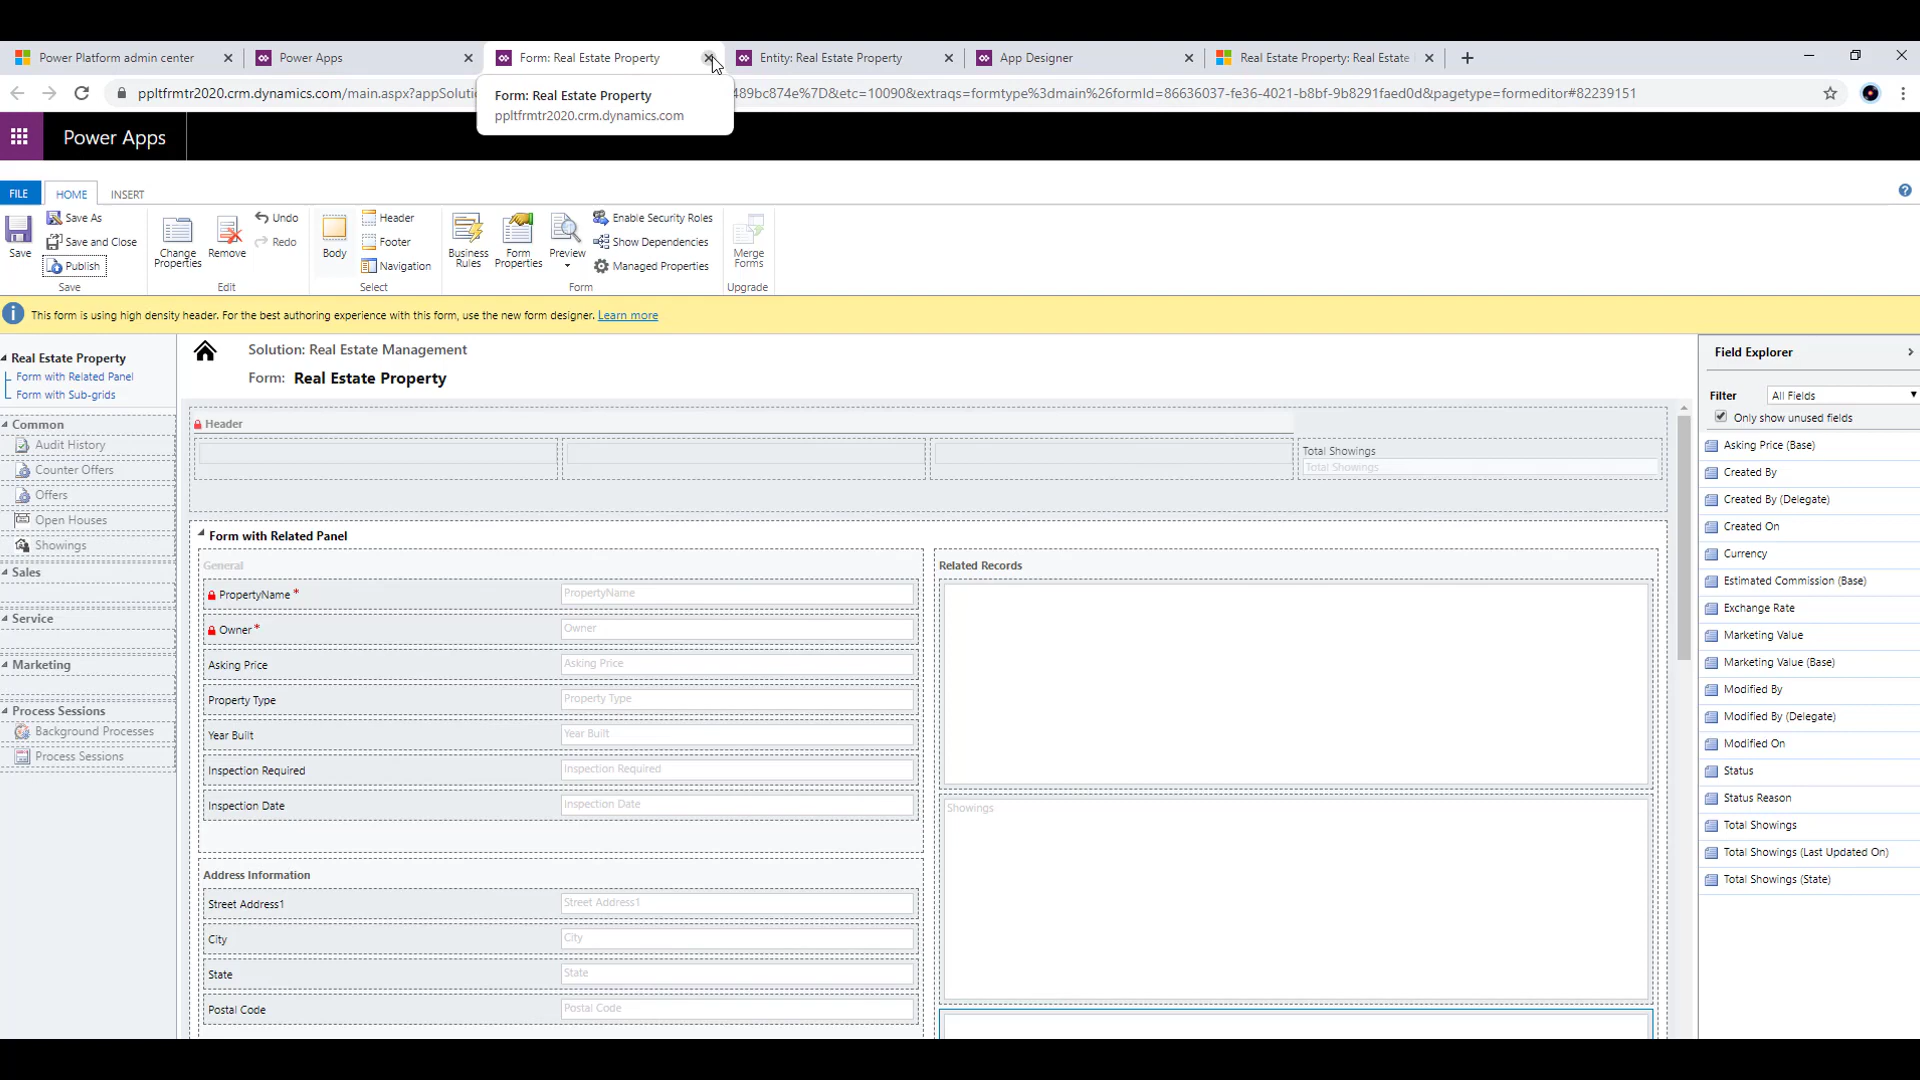 Power Platform admin center
Power Apps
Form: Real Estate Property
Entity: Real Estate Property
App Designer
Real Estate Property: Real Estate
ppltfrmtr2020.crm.dynamics.com/main.aspx?appSolutio
489bc874e%7D&etc=10090&extraqs=formtype%3dmain%26formId=86636037-fe36-4021-b8bf-9b8291faed0d&pagetype=formeditor#82239151
Form: Real Estate Property
ppltfrmtr2020.crm.dynamics.com
Power Apps
FILE
HOME
INSERT
Save
Save As
Save and Close
Publish
Save
Change Properties
Remove
Undo
Redo
Edit
Body
Header
Footer
Navigation
Select
Business Rules
Form Properties
Preview
Enable Security Roles
Show Dependencies
Managed Properties
Form
Merge Forms
Upgrade
This form is using high density header. For the best authoring experience with this form, use the new form designer. Learn more
Real Estate Property
Form with Related Panel
Form with Sub-grids
Common
Audit History
Counter Offers
Offers
Open Houses
Showings
Sales
Service
Marketing
Process Sessions
Background Processes
Process Sessions
Solution: Real Estate Management
Form: Real Estate Property
Header
Total Showings
Total Showings
Form with Related Panel
General
PropertyName *
PropertyName
Owner *
Owner
Asking Price
Asking Price
Property Type
Property Type
Year Built
Year Built
Inspection Required
Inspection Required
Inspection Date
Inspection Date
Address Information
Street Address1
Street Address1
City
City
State
State
Postal Code
Postal Code
Related Records
Showings
Field Explorer
Filter
All Fields
Only show unused fields
Asking Price (Base)
Created By
Created By (Delegate)
Created On
Currency
Estimated Commission (Base)
Exchange Rate
Marketing Value
Marketing Value (Base)
Modified By
Modified By (Delegate)
Modified On
Status
Status Reason
Total Showings
Total Showings (Last Updated On)
Total Showings (State)